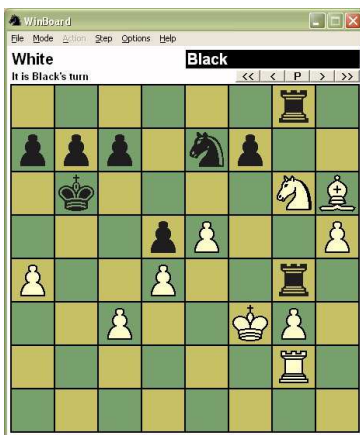 WinBoard
File Mode Action Step Options Help
White Black
It is Black's turn << < P > >>